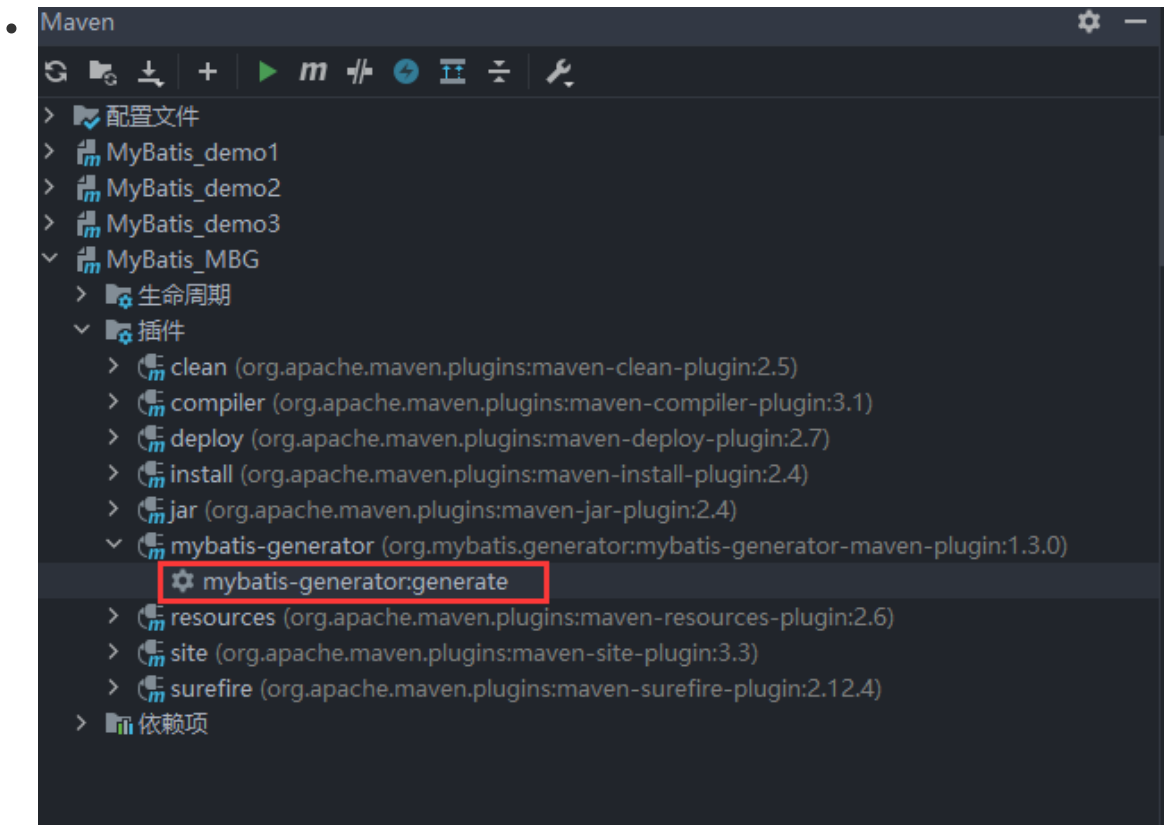 Maven
m
配置文件
MyBatis_demo1
MyBatis_demo2
MyBatis_demo3
MyBatis_MBG
生命周期
插件
clean (org.apache.maven.plugins:maven-clean-plugin:2.5)
compiler (org.apache.maven.plugins:maven-compiler-plugin:3.1)
deploy (org.apache.maven.plugins:maven-deploy-plugin:2.7)
install (org.apache.maven.plugins:maven-install-plugin:2.4)
jar (org.apache.maven.plugins:maven-jar-plugin:2.4)
mybatis-generator (org.mybatis.generator:mybatis-generator-maven-plugin:1.3.0)
mybatis-generator:generate
resources (org.apache.maven.plugins:maven-resources-plugin:2.6)
site (org.apache.maven.plugins:maven-site-plugin:3.3)
surefire (org.apache.maven.plugins:maven-surefire-plugin:2.12.4)
依赖项